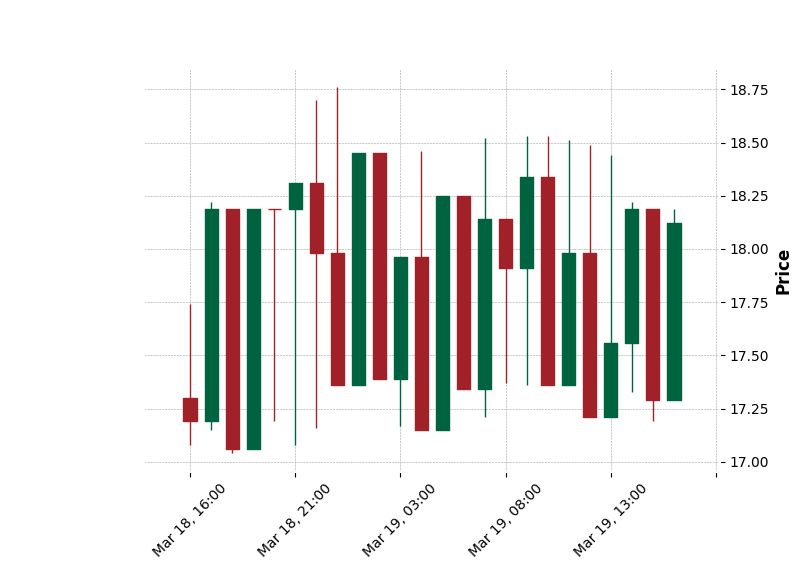 18.75
18.50
18.25
18.00
17.75
17.50
17.25
17.00
Price
Mar 18, 16:00
Mar 18, 21:00
Mar 19, 03:00
Mar 19, 08:00
Mar 19, 13:00